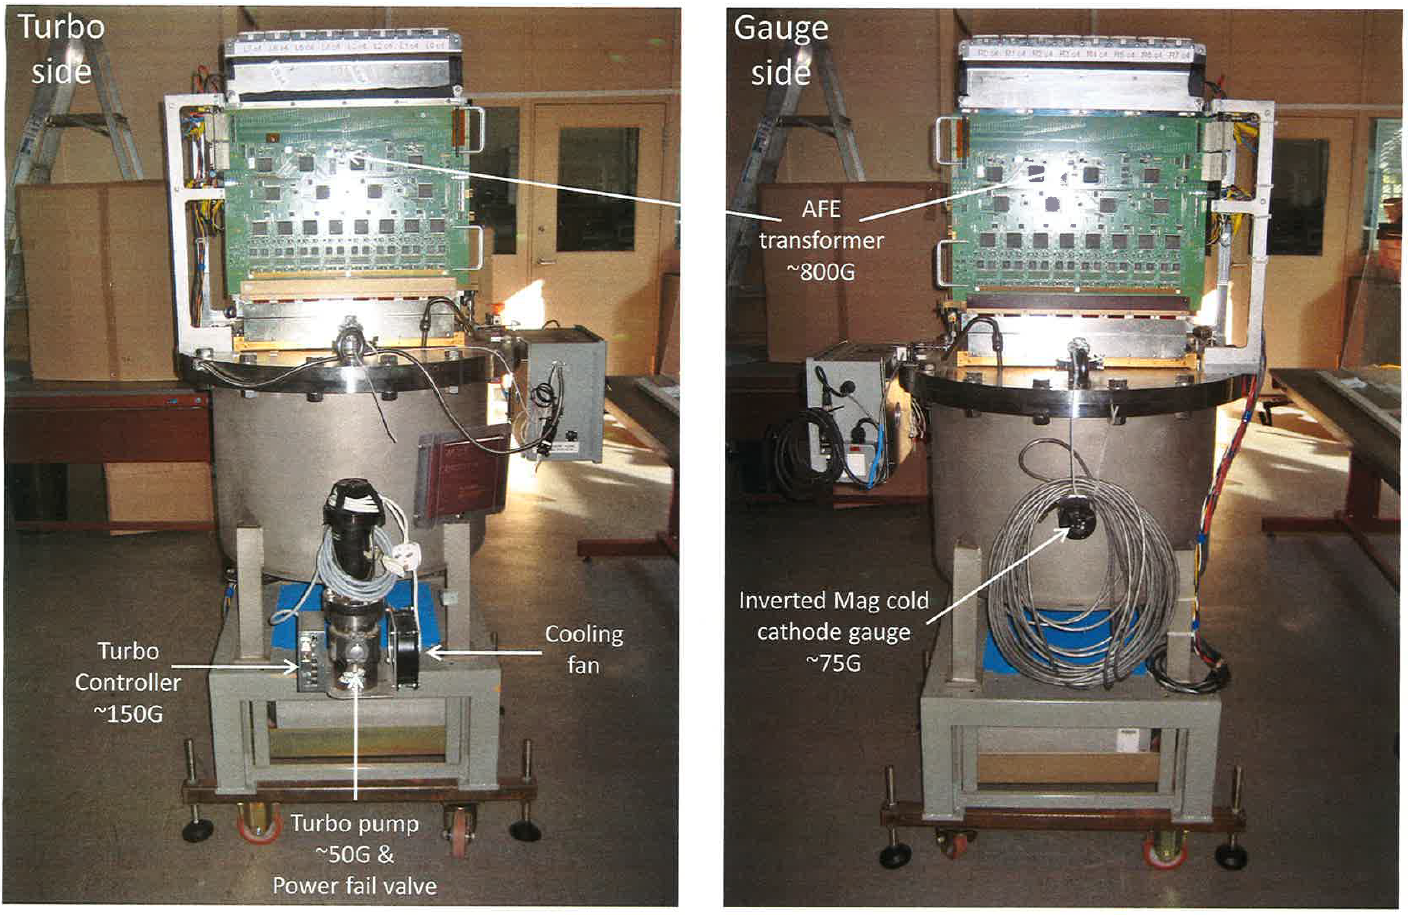 Turbo
side
Gauge
side
AFE
transformer
~800G
Inverted Mag cold
cathode gauge
~75G
Turbo
Controller
~150G
Cooling
fan
Turbo pump
~50G &
Power fail valve